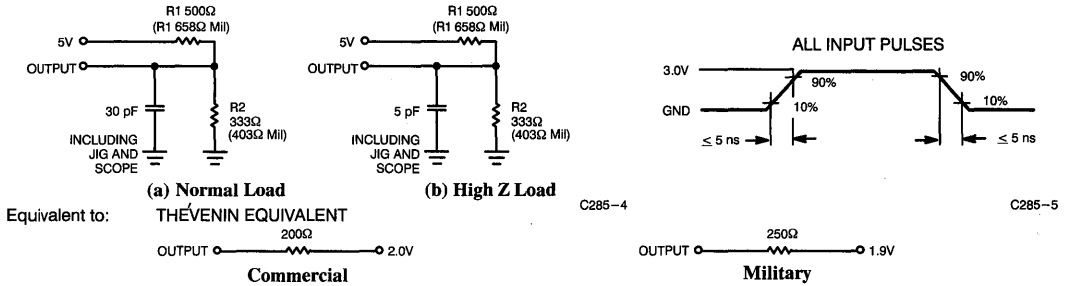 R1 500Ω
(R1 658Ω Mil)
5V
OUTPUT
30 pF
R2
333Ω
(403Ω Mil)
INCLUDING
JIG AND
SCOPE
(a) Normal Load
R1 500Ω
(R1 658Ω Mil)
5V
OUTPUT
5 pF
R2
333Ω
(403Ω Mil)
INCLUDING
JIG AND
SCOPE
(b) High Z Load
C285–4
ALL INPUT PULSES
3.0V
GND
90%
10%
90%
10%
≤ 5 ns
≤ 5 ns
C285–5
Equivalent to: THÉVENIN EQUIVALENT
200Ω
OUTPUT 2.0V
Commercial
250Ω
OUTPUT 1.9V
Military